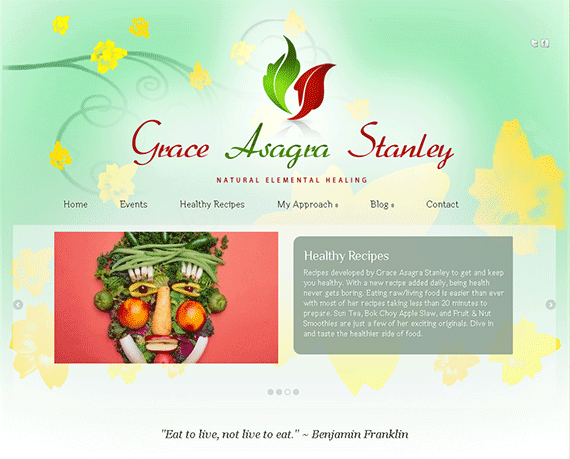 Grace Asagra Stanley
NATURAL ELEMENTAL HEALING
Home Events Healthy Recipes My Approach Blog Contact
Healthy Recipes
Recipes developed by Grace Asagra Stanley to get and keep
you healthy. With a new recipe added daily, being health
never gets boring. Eating raw/living food is easier than ever
with most of her recipes taking less than 20 minutes to
prepare. Sun Tea, Bok Choy Apple Slaw, and Fruit & Nut
Smoothies are just a few of her exciting originals. Dive in
and taste the healthier side of food.
"Eat to live, not live to eat." ~ Benjamin Franklin